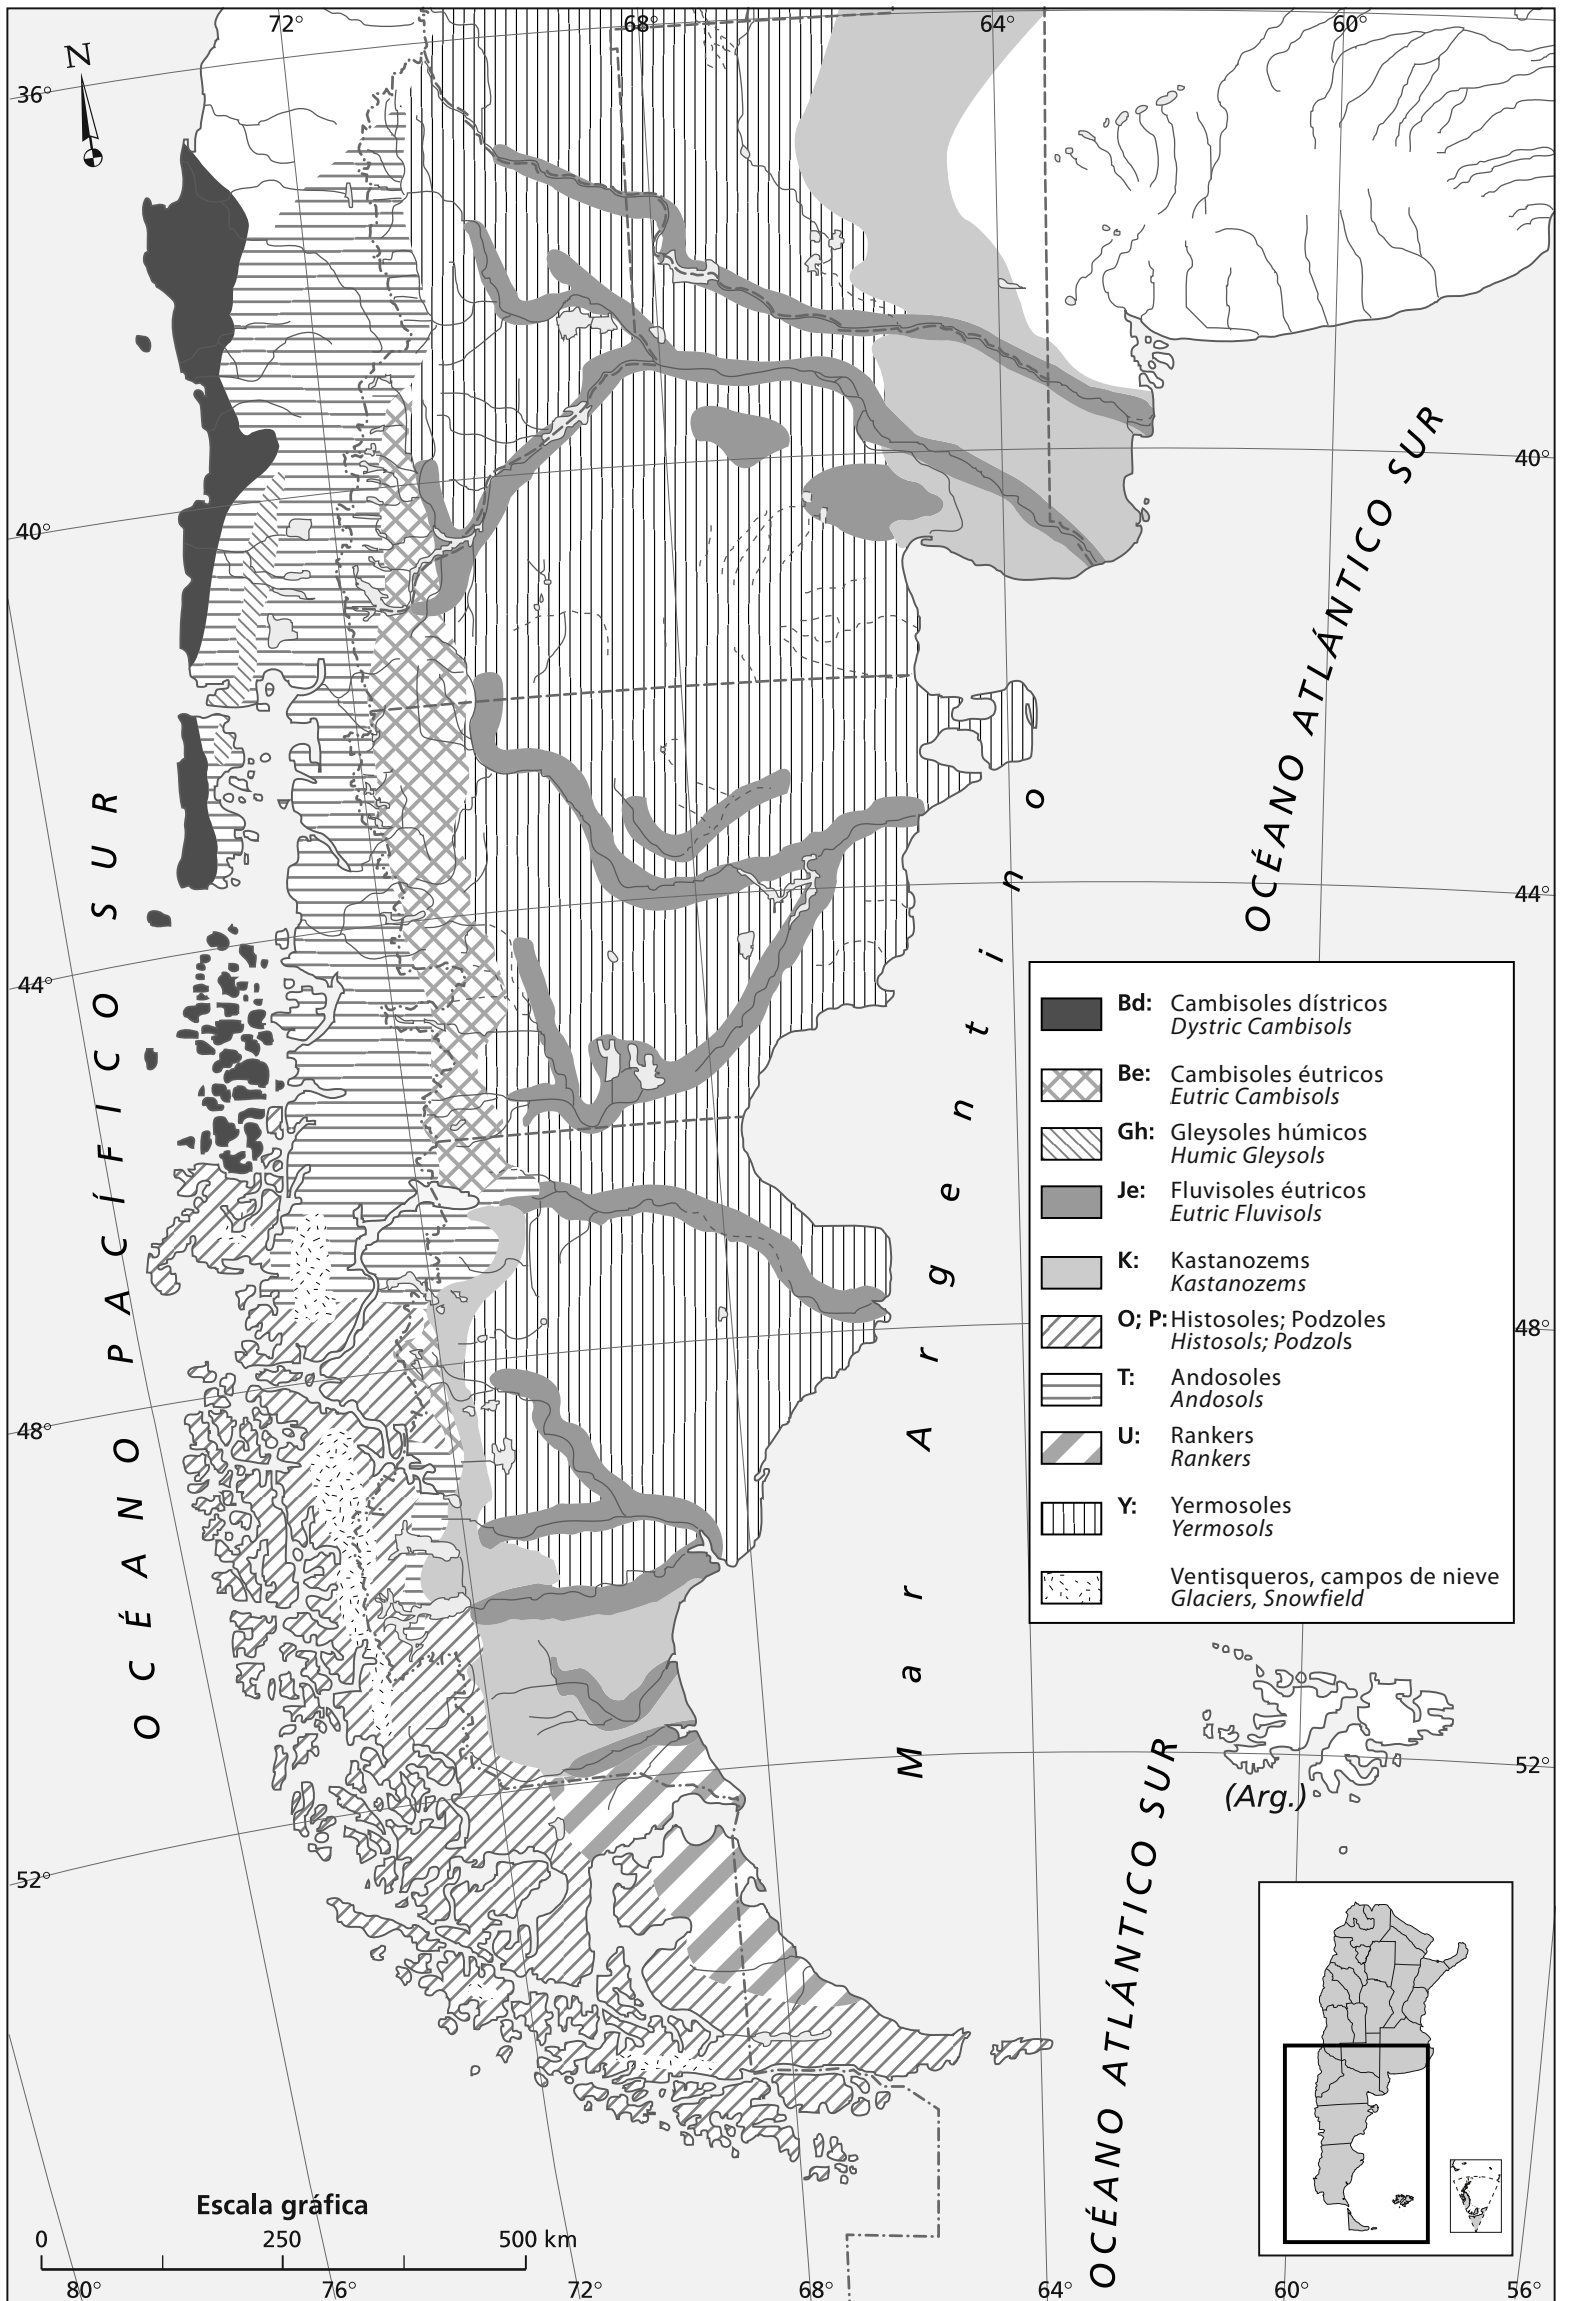 72°
68°
64°
60°
N
36°
40°
40°
44°
44°
48°
48°
52°
52°
OCÉANO PACÍFICO SUR
OCÉANO ATLÁNTICO SUR
Mar Argentino
OCÉANO ATLÁNTICO SUR
Bd: Cambisoles dístricos
Dystric Cambisols
Be: Cambisoles éutricos
Eutric Cambisols
Gh: Gleysoles húmicos
Humic Gleysols
Je: Fluvisoles éutricos
Eutric Fluvisols
K: Kastanozems
Kastanozems
O; P: Histosoles; Podzoles
Histosols; Podzols
T: Andosoles
Andosols
U: Rankers
Rankers
Y: Yermosoles
Yermosols
Ventisqueros, campos de nieve
Glaciers, Snowfield
(Arg.)
Escala gráfica
0 250 500 km
80° 76° 72° 68° 64° 60° 56°